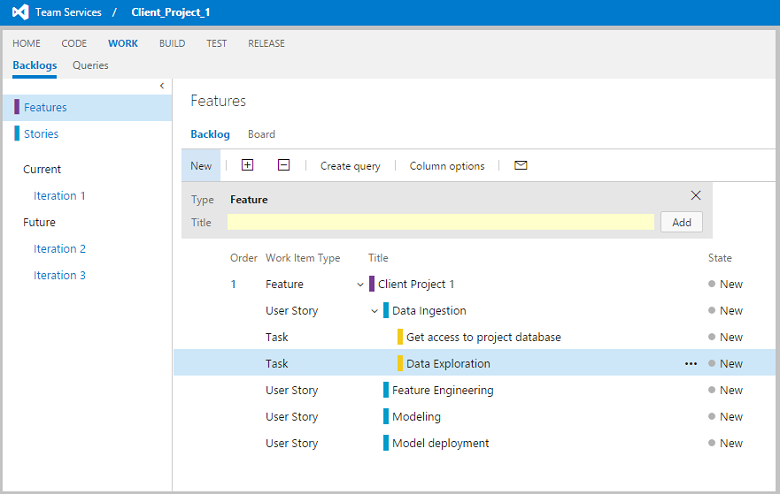 Team Services / Client_Project_1
HOME CODE WORK BUILD TEST RELEASE
Backlogs Queries
Features
Stories
Current
Iteration 1
Future
Iteration 2
Iteration 3
Features
Backlog Board
New Create query Column options
Type Feature
Title Add
Order Work Item Type Title State
1 Feature Client Project 1 New
User Story Data Ingestion New
Task Get access to project database New
Task Data Exploration ••• New
User Story Feature Engineering New
User Story Modeling New
User Story Model deployment New